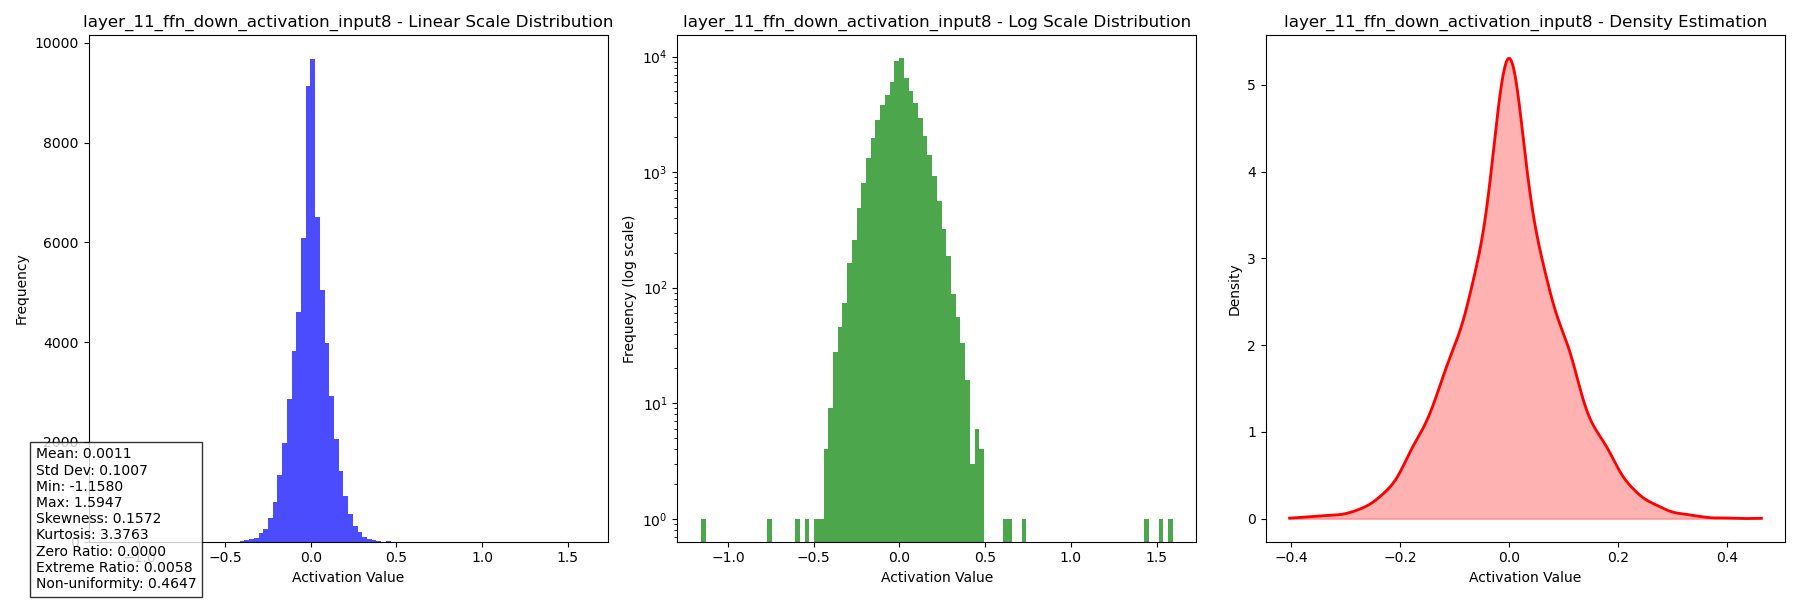 layer_11_ffn_down_activation_input8 - Linear Scale Distribution
10000
8000
6000
4000
2000
Frequency
Mean: 0.0011
Std Dev: 0.1007
Min: -1.1580
Max: 1.5947
Skewness: 0.1572
Kurtosis: 3.3763
Zero Ratio: 0.0000
Extreme Ratio: 0.0058
Non-uniformity: 0.4647
−0.5 0.0 0.5 1.0 1.5
Activation Value
layer_11_ffn_down_activation_input8 - Log Scale Distribution
10⁴
10³
10²
10¹
10⁰
Frequency (log scale)
−1.0 −0.5 0.0 0.5 1.0 1.5
Activation Value
layer_11_ffn_down_activation_input8 - Density Estimation
5
4
3
2
1
0
Density
−0.4 −0.2 0.0 0.2 0.4
Activation Value